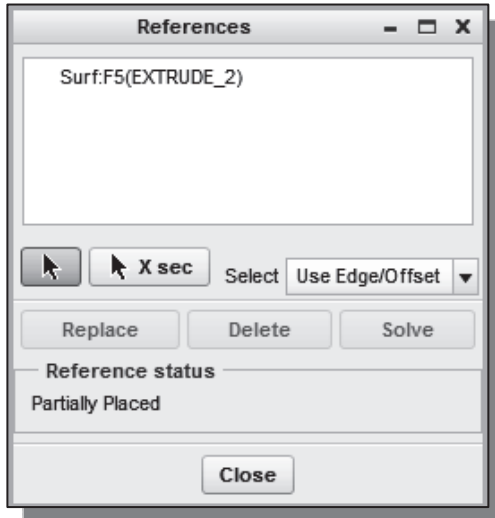 References
Surf:F5(EXTRUDE_2)
X sec Select Use Edge/Offset
Replace Delete Solve
Reference status
Partially Placed
Close